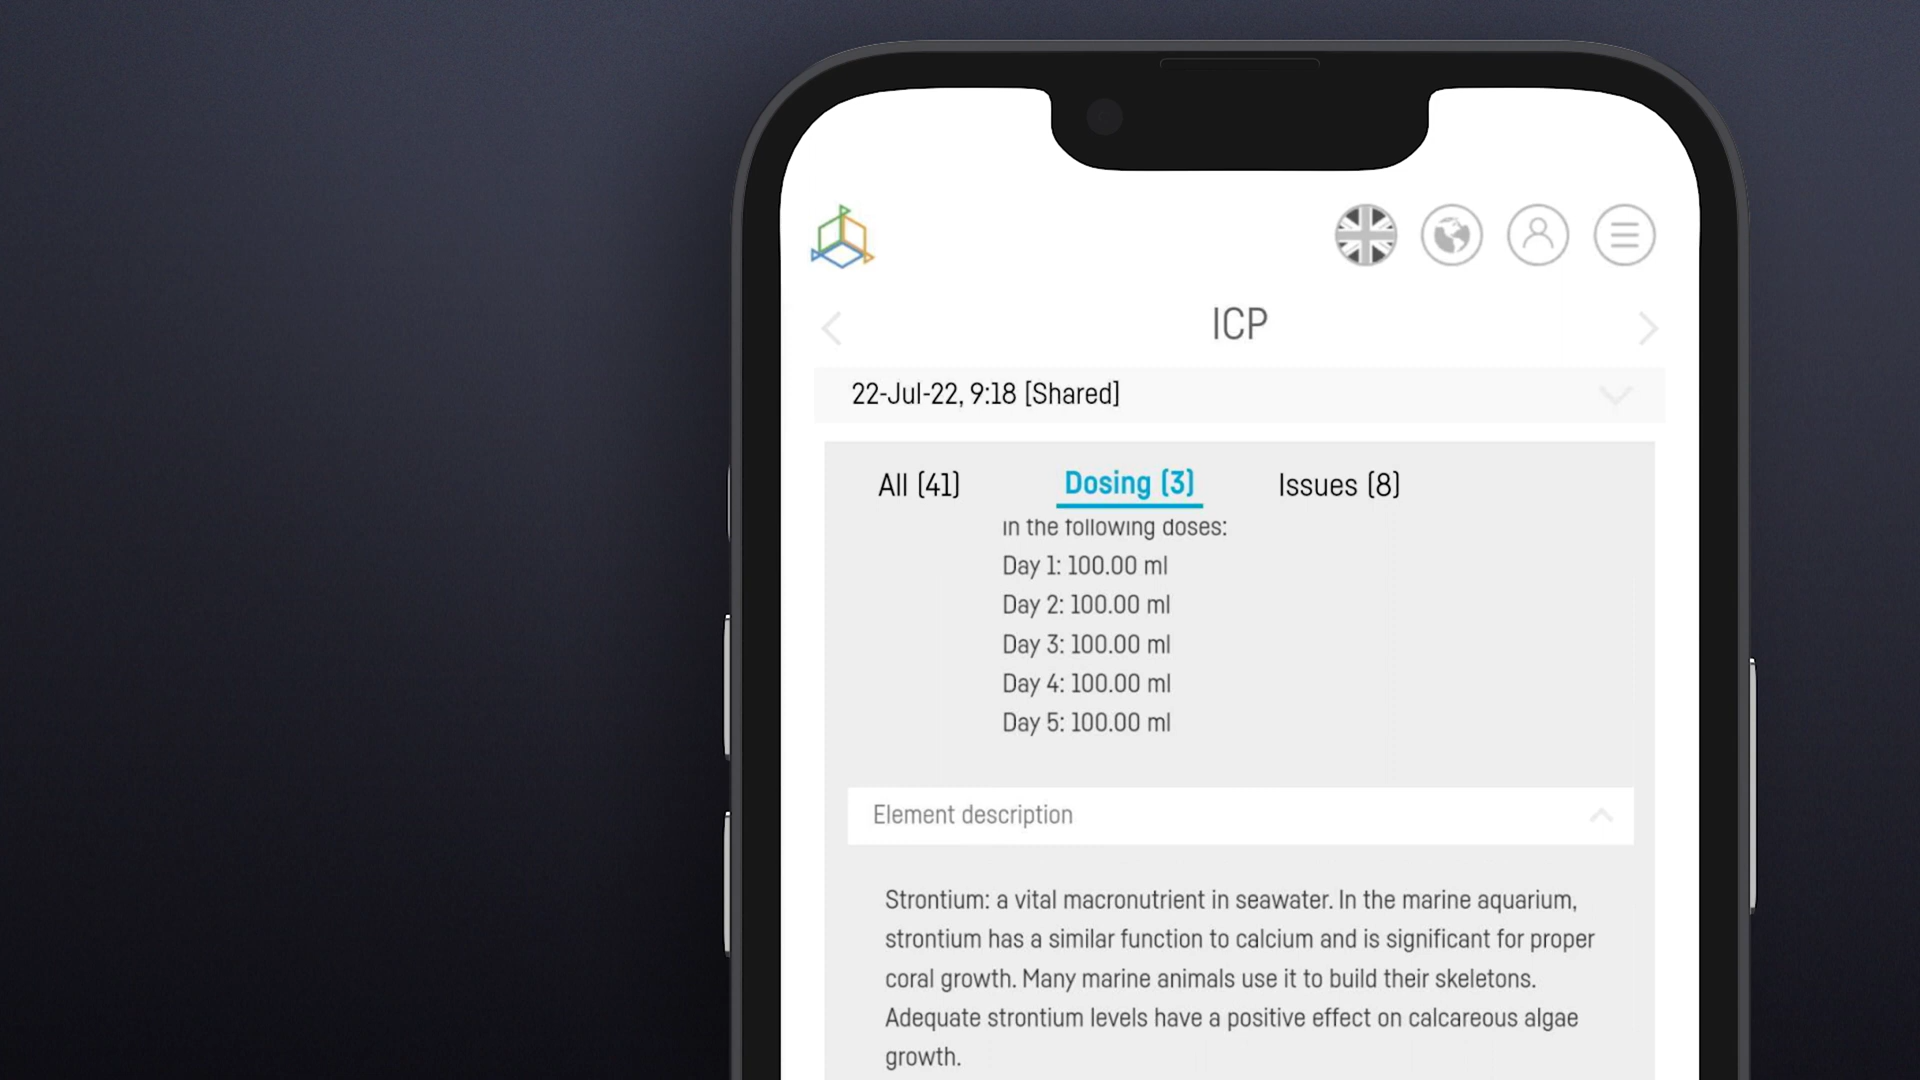 ICP
22-Jul-22, 9:18 [Shared]
All (41) Dosing (3) Issues (8)
in the following doses:
Day 1: 100.00 ml
Day 2: 100.00 ml
Day 3: 100.00 ml
Day 4: 100.00 ml
Day 5: 100.00 ml
Element description
Strontium: a vital macronutrient in seawater. In the marine aquarium,
strontium has a similar function to calcium and is significant for proper
coral growth. Many marine animals use it to build their skeletons.
Adequate strontium levels have a positive effect on calcareous algae
growth.